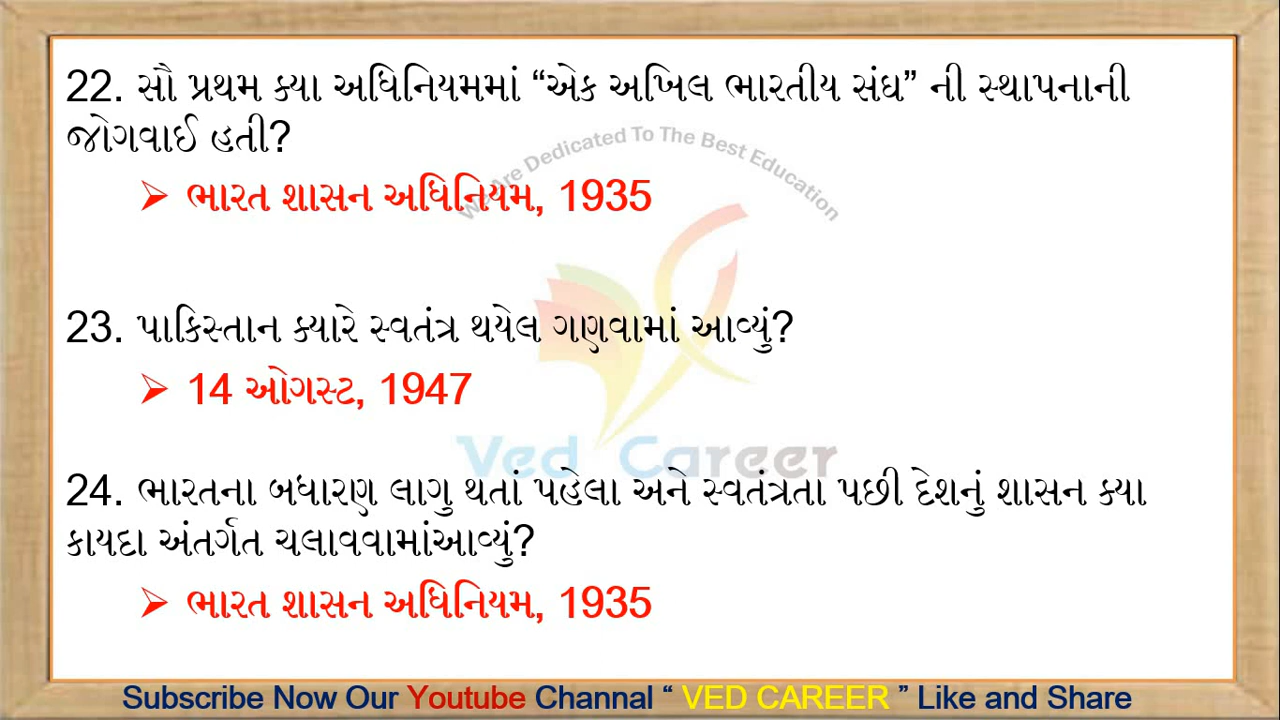 22. સૌ પ્રથમ ક્યા અધિનિયમમાં “એક અખિલ ભારતીય સંઘ” ની સ્થાપનાની
જોગવાઈ હતી?
We Are Dedicated To The Best Education
➢ ભારત શાસન અધિનિયમ, 1935
23. પાકિસ્તાન ક્યારે સ્વતંત્ર થયેલ ગણવામાં આવ્યું?
➢ 14 ઓગસ્ટ, 1947
Ved Career
24. ભારતના બધારણ લાગુ થતાં પહેલા અને સ્વતંત્રતા પછી દેશનું શાસન ક્યા
કાયદા અંતર્ગત ચલાવવામાંઆવ્યું?
➢ ભારત શાસન અધિનિયમ, 1935
Subscribe Now Our Youtube Channal “ VED CAREER ” Like and Share